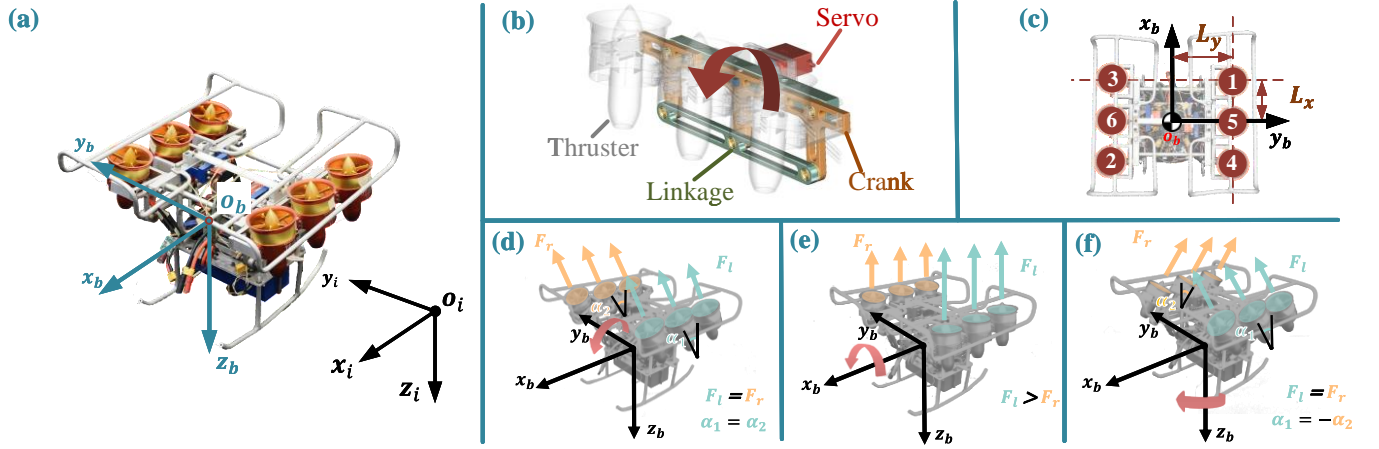 (a)
y_b
o_b
x_b
z_b
y_i
o_i
x_i
z_i
(b)
Servo
Thruster
Linkage
Crank
(c)
x_b
L_y
3
1
L_x
6
5
o_b
y_b
2
4
(d)
F_r
F_l
α_2
y_b
α_1
x_b
F_l = F_r
α_1 = α_2
z_b
(e)
F_r
F_l
y_b
x_b
F_l > F_r
z_b
(f)
F_r
F_l
α_2
y_b
α_1
x_b
F_l = F_r
α_1 = −α_2
z_b